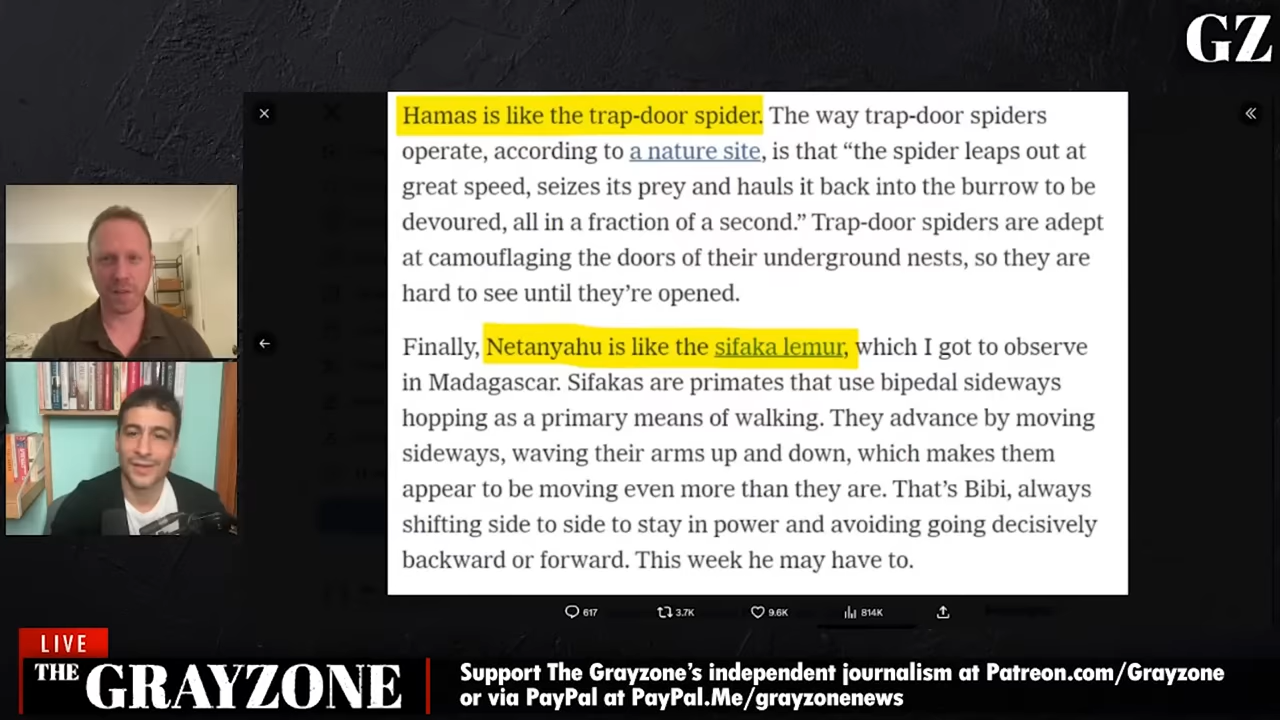 GZ
Hamas is like the trap-door spider. The way trap-door spiders
operate, according to a nature site, is that “the spider leaps out at
great speed, seizes its prey and hauls it back into the burrow to be
devoured, all in a fraction of a second.” Trap-door spiders are adept
at camouflaging the doors of their underground nests, so they are
hard to see until they’re opened.
Finally, Netanyahu is like the sifaka lemur, which I got to observe
in Madagascar. Sifakas are primates that use bipedal sideways
hopping as a primary means of walking. They advance by moving
sideways, waving their arms up and down, which makes them
appear to be moving even more than they are. That’s Bibi, always
shifting side to side to stay in power and avoiding going decisively
backward or forward. This week he may have to.
617 3.7K 9.6K 814K
LIVE
THE GRAYZONE
Support The Grayzone’s independent journalism at Patreon.com/Grayzone
or via PayPal at PayPal.Me/grayzonenews